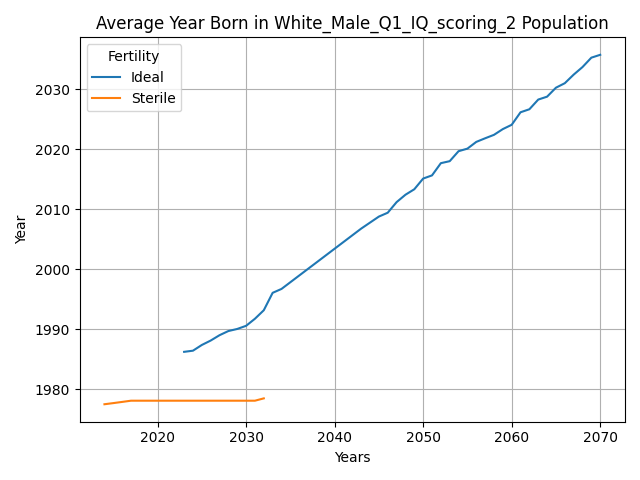 Average Year Born in White_Male_Q1_IQ_scoring_2 Population
Fertility
Ideal
Sterile
Year
2030
2020
2010
2000
1990
1980
2020 2030 2040 2050 2060 2070
Years